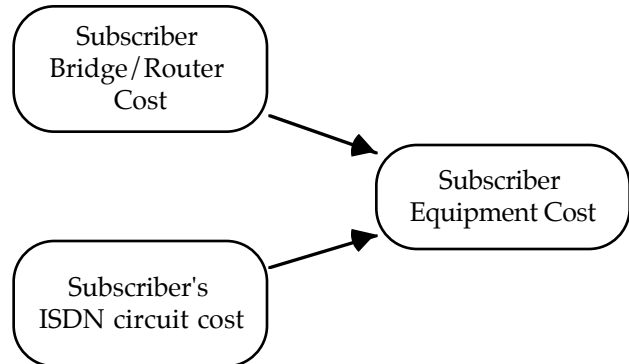 Subscriber
Bridge/Router
Cost
Subscriber
Equipment Cost
Subscriber's
ISDN circuit cost